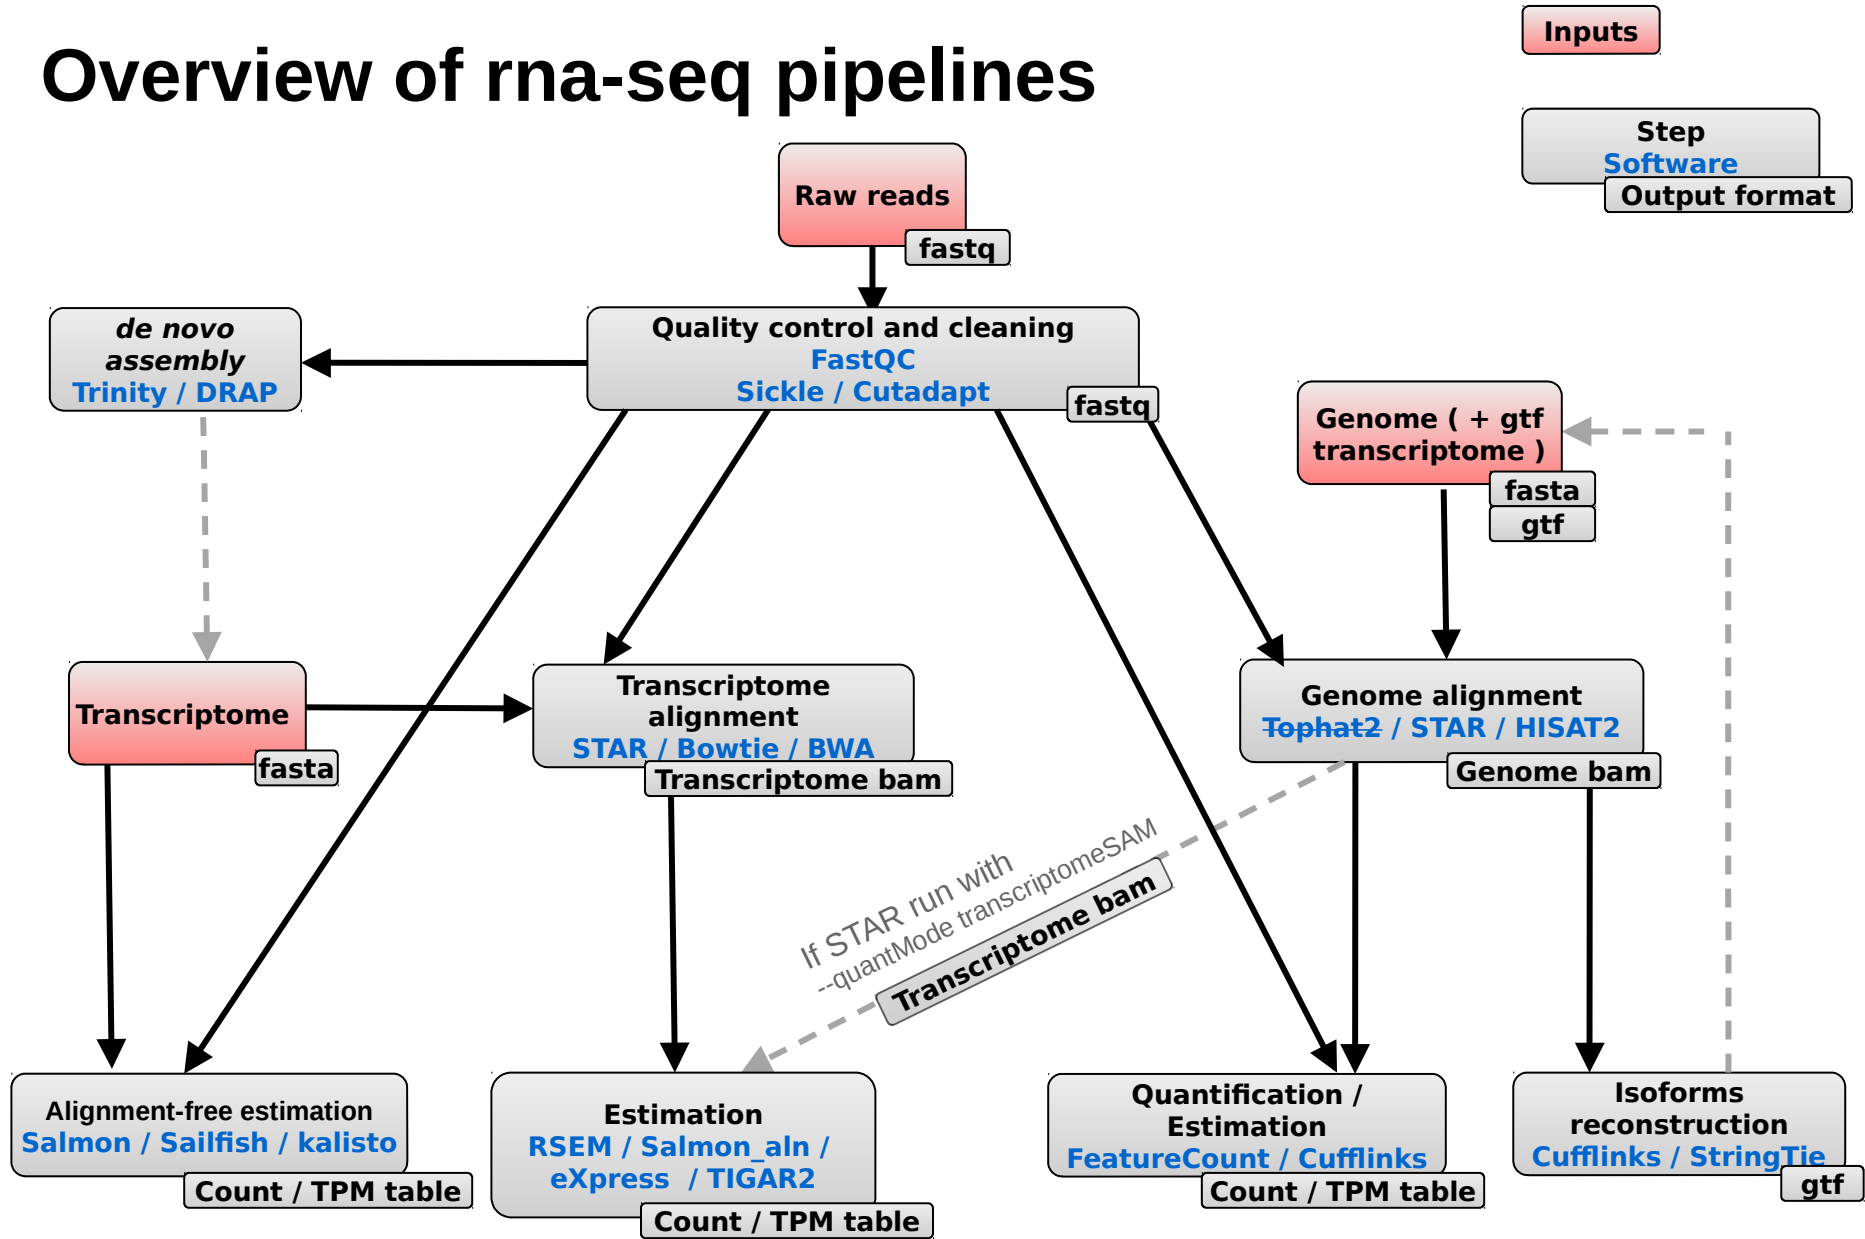 Overview of rna-seq pipelines
Inputs
Step
Software
Output format
Raw reads
fastq
de novo
assembly
Trinity / DRAP
Quality control and cleaning
FastQC
Sickle / Cutadapt
fastq
Genome ( + gtf
transcriptome )
fasta
gtf
Transcriptome
fasta
Transcriptome
alignment
STAR / Bowtie / BWA
Transcriptome bam
Genome alignment
Tophat2 / STAR / HISAT2
Genome bam
If STAR run with
--quantMode transcriptomeSAM
Transcriptome bam
Alignment-free estimation
Salmon / Sailfish / kalisto
Count / TPM table
Estimation
RSEM / Salmon_aln /
eXpress / TIGAR2
Count / TPM table
Quantification /
Estimation
FeatureCount / Cufflinks
Count / TPM table
Isoforms
reconstruction
Cufflinks / StringTie
gtf